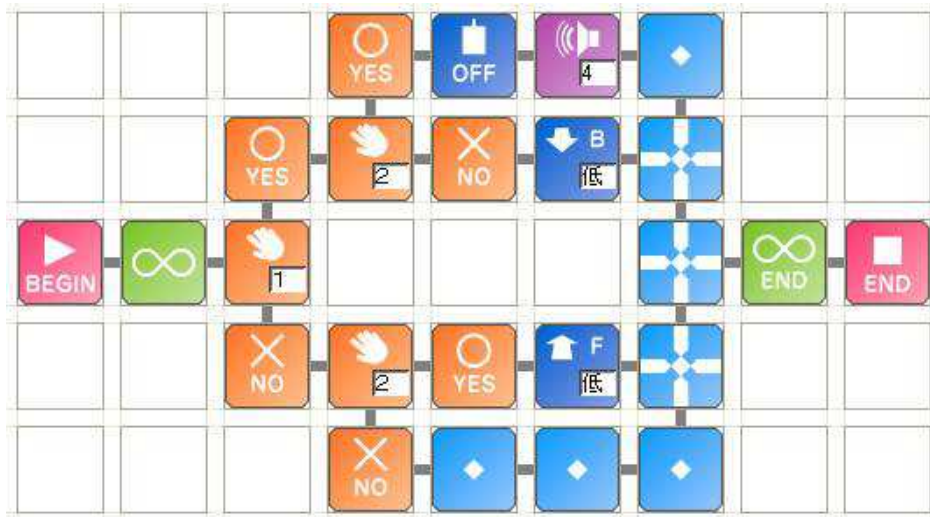 YES OFF 4
YES 2 NO B 低
BEGIN 1 END END
NO 2 YES F 低
NO